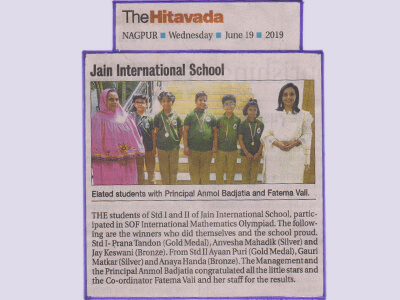 TheHitavada
NAGPUR ■ Wednesday ■ June 19 ■ 2019
Jain International School
Elated students with Principal Anmol Badjatia and Fatema Vali.
THE students of Std I and II of Jain International School, partic-
ipated in SOF International Mathematics Olympiad. The follow-
ing are the winners who did themselves and the school proud.
Std I- Prana Tandon (Gold Medal), Anvesha Mahadik (Silver) and
Jay Keswani (Bronze). From Std II Ayaan Puri (Gold Medal), Gauri
Matkar (Silver) and Anaya Handa (Bronze). The Management and
the Principal Anmol Badjatia congratulated all the little stars and
the Co-ordinator Fatema Vali and her staff for the results.